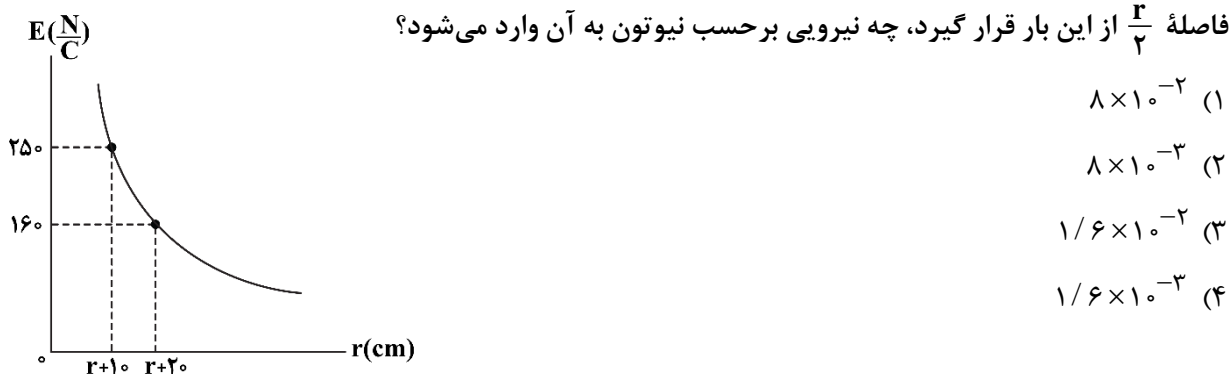 فاصلهٔ r/۲ از این بار قرار گیرد، چه نیرویی برحسب نیوتون به آن وارد می‌شود؟
۱) ۸×۱۰^−۲
۲) ۸×۱۰^−۳
۳) ۱/۶×۱۰^−۲
۴) ۱/۶×۱۰^−۳
E(N/C)
۲۵۰
۱۶۰
۰
r+۱۰ r+۲۰
r(cm)